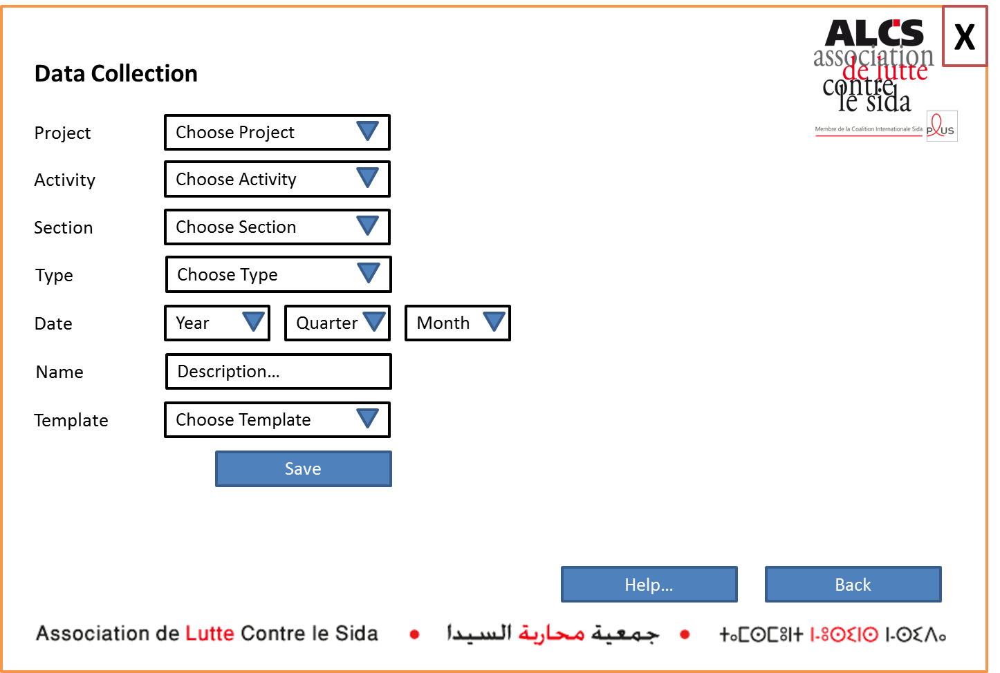 ALCS
association
de lutte
contre
le sida
Membre de la Coalition Internationale Sida PLUS
X
Data Collection
Project Choose Project
Activity Choose Activity
Section Choose Section
Type Choose Type
Date Year Quarter Month
Name Description...
Template Choose Template
Save
Help... Back
Association de Lutte Contre le Sida • جمعية محاربة السيدا • ⵜⴰⵎⵙⵎⵓⵏⵜ ⵏ ⵓⵙⵉⵏⵙ ⵏ ⵙⵉⴷⴰ